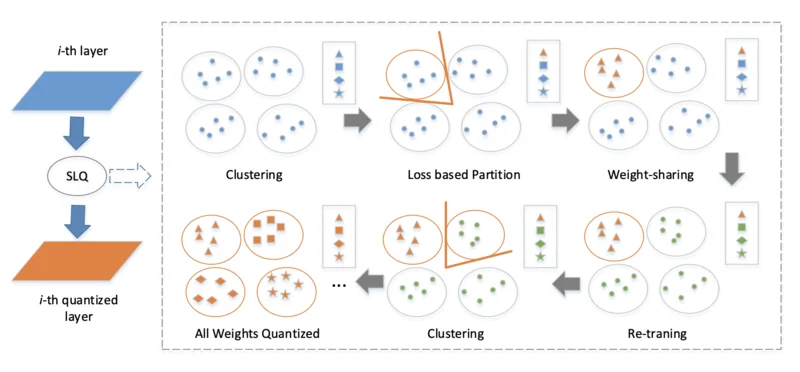 i-th layer
SLQ
i-th quantized
layer
Clustering
Loss based Partition
Weight-sharing
All Weights Quantized
...
Clustering
Re-traning